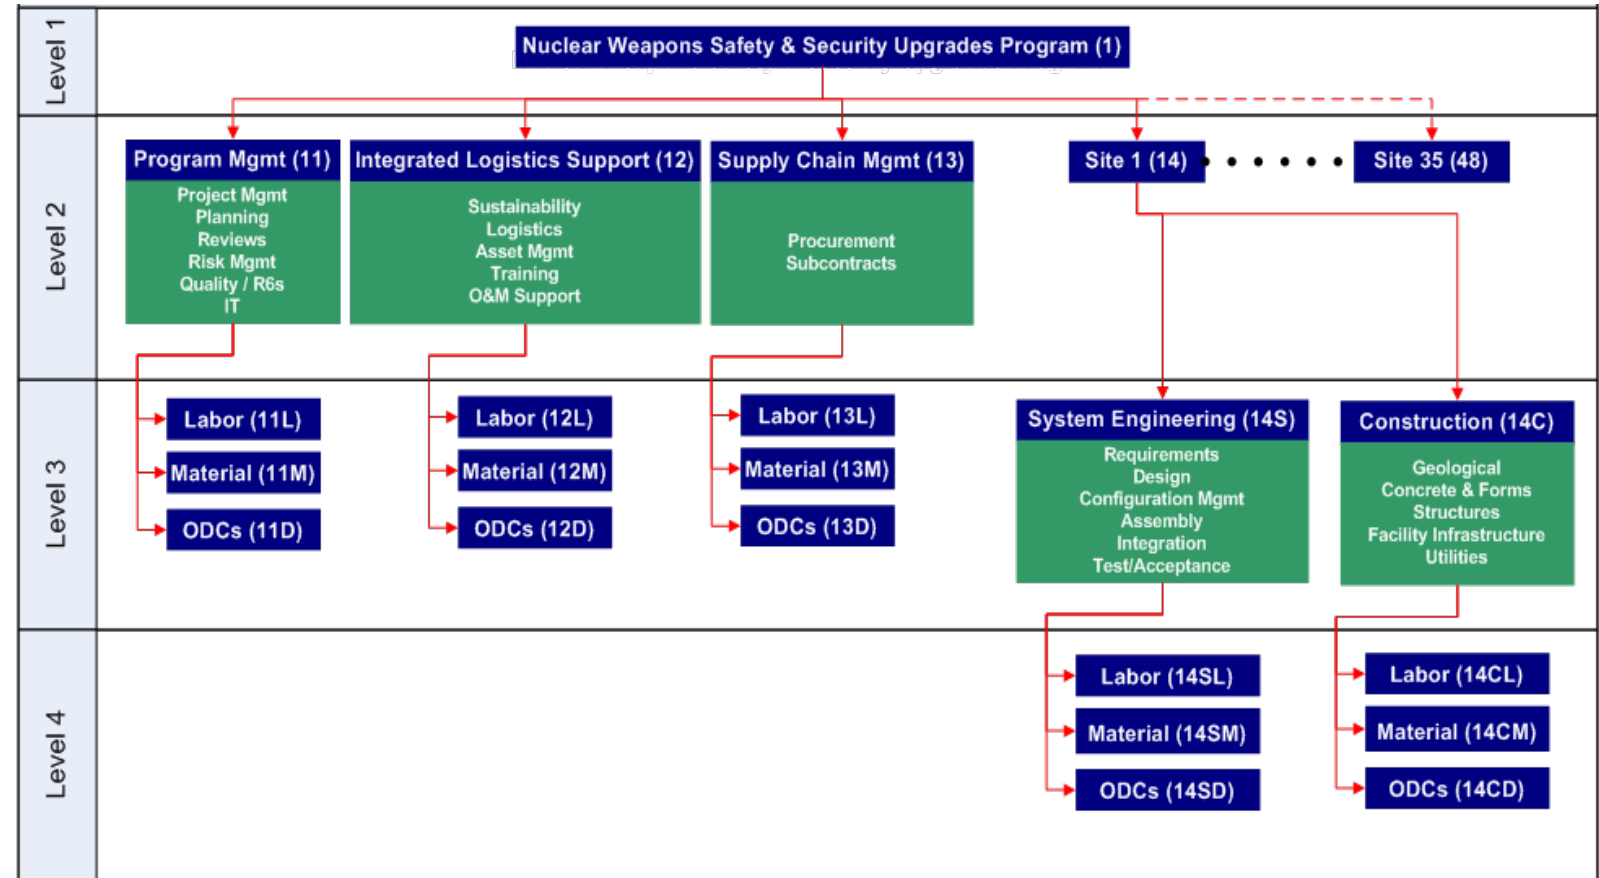 Level 1
Nuclear Weapons Safety & Security Upgrades Program (1)
Level 2
Program Mgmt (11)
Project Mgmt
Planning
Reviews
Risk Mgmt
Quality / R6s
IT
Integrated Logistics Support (12)
Sustainability
Logistics
Asset Mgmt
Training
O&M Support
Supply Chain Mgmt (13)
Procurement
Subcontracts
Site 1 (14)
Site 35 (48)
Level 3
Labor (11L)
Material (11M)
ODCs (11D)
Labor (12L)
Material (12M)
ODCs (12D)
Labor (13L)
Material (13M)
ODCs (13D)
System Engineering (14S)
Requirements
Design
Configuration Mgmt
Assembly
Integration
Test/Acceptance
Construction (14C)
Geological
Concrete & Forms
Structures
Facility Infrastructure
Utilities
Level 4
Labor (14SL)
Material (14SM)
ODCs (14SD)
Labor (14CL)
Material (14CM)
ODCs (14CD)